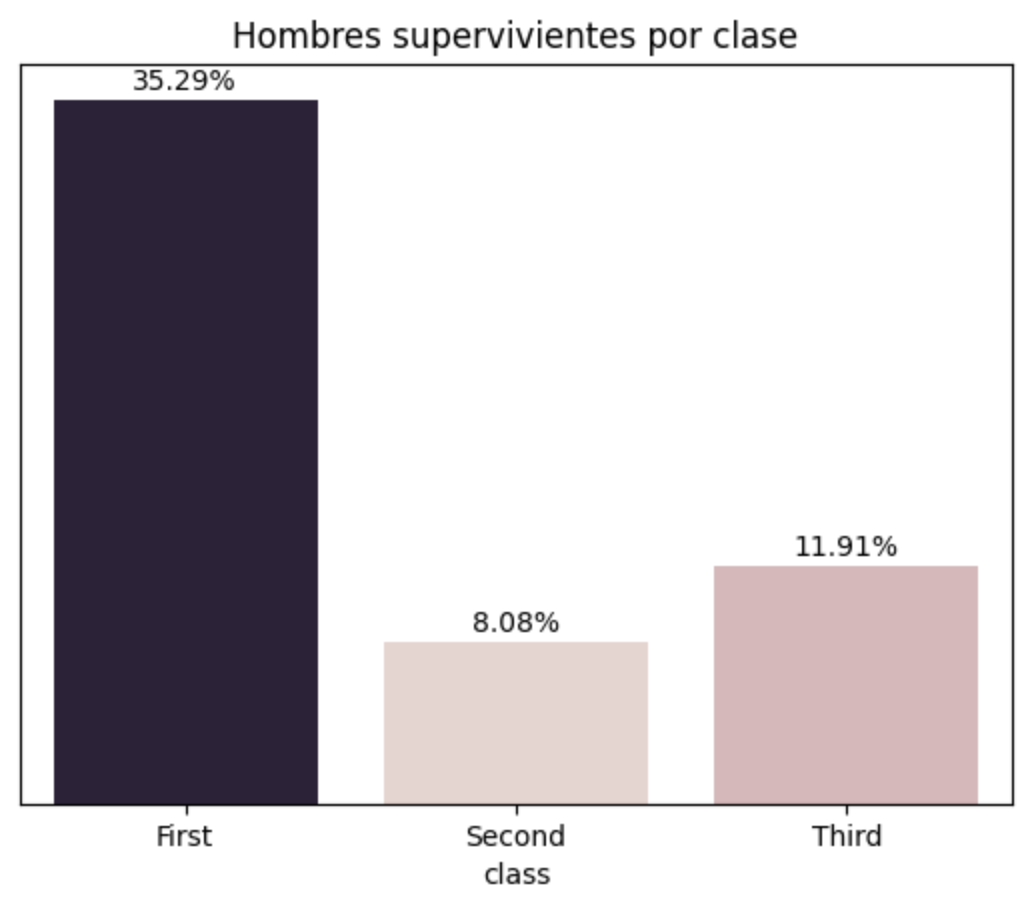 Hombres supervivientes por clase
35.29%
8.08%
11.91%
First
Second
Third
class